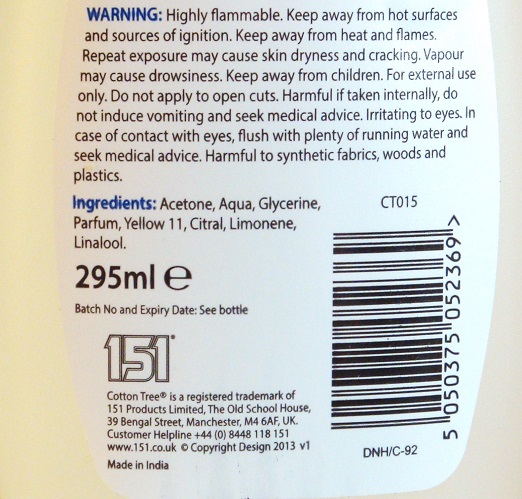 WARNING: Highly flammable. Keep away from hot surfaces
and sources of ignition. Keep away from heat and flames.
Repeat exposure may cause skin dryness and cracking. Vapour
may cause drowsiness. Keep away from children. For external use
only. Do not apply to open cuts. Harmful if taken internally, do
not induce vomiting and seek medical advice. Irritating to eyes. In
case of contact with eyes, flush with plenty of running water and
seek medical advice. Harmful to synthetic fabrics, woods and
plastics.
Ingredients: Acetone, Aqua, Glycerine,
Parfum, Yellow 11, Citral, Limonene,
Linalool.
295ml ℮
Batch No and Expiry Date: See bottle
151
Cotton Tree® is a registered trademark of
151 Products Limited, The Old School House,
39 Bengal Street, Manchester, M4 6AF, UK.
Customer Helpline +44 (0) 8448 118 151
www.151.co.uk © Copyright Design 2013 v1
Made in India
CT015
5 050375 052369 >
DNH/C-92